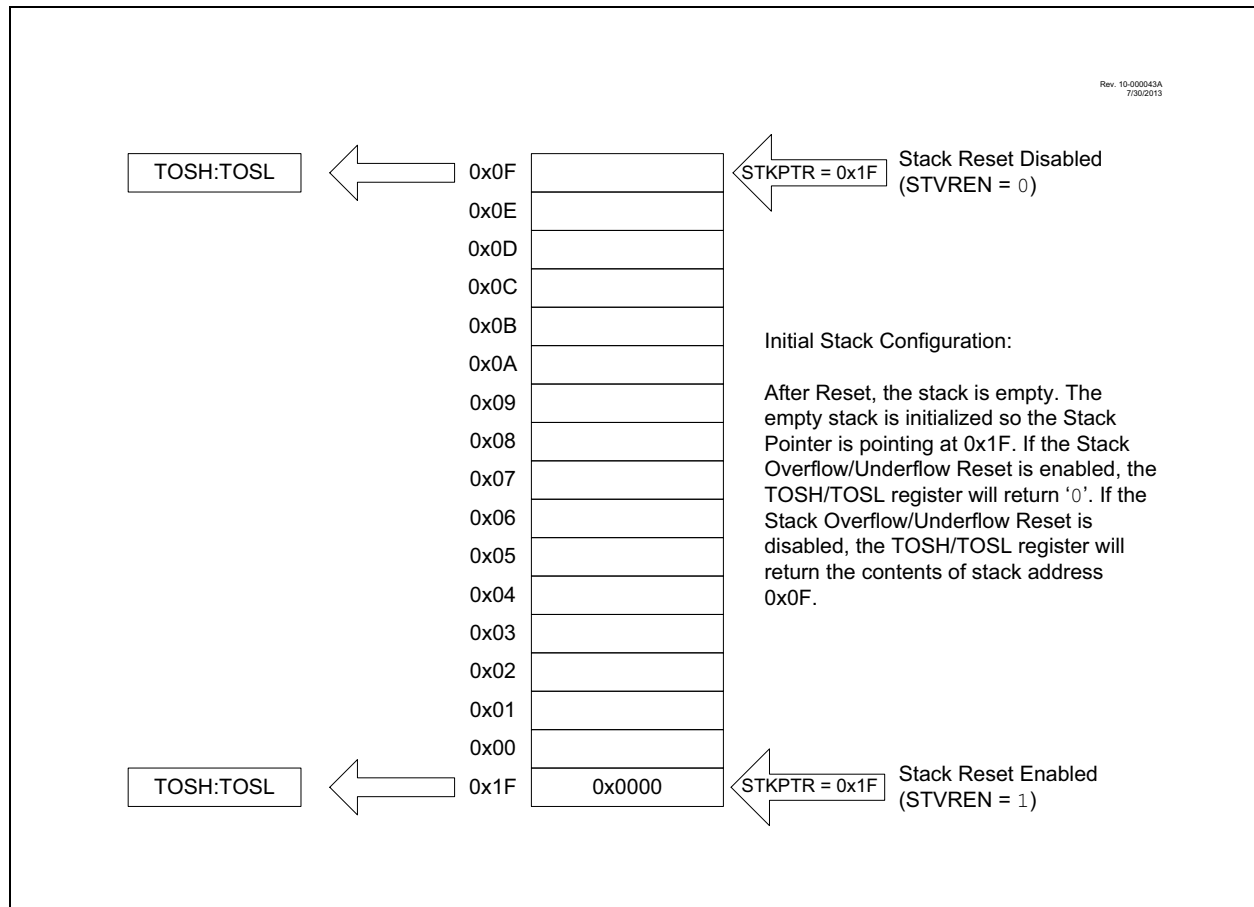 Rev. 10-000043A
7/30/2013
TOSH:TOSL
0x0F
STKPTR = 0x1F
Stack Reset Disabled
(STVREN = 0)
0x0E
0x0D
0x0C
0x0B
0x0A
0x09
0x08
0x07
0x06
0x05
0x04
0x03
0x02
0x01
0x00
Initial Stack Configuration:
After Reset, the stack is empty. The
empty stack is initialized so the Stack
Pointer is pointing at 0x1F. If the Stack
Overflow/Underflow Reset is enabled, the
TOSH/TOSL register will return ‘0’. If the
Stack Overflow/Underflow Reset is
disabled, the TOSH/TOSL register will
return the contents of stack address
0x0F.
TOSH:TOSL
0x1F
0x0000
STKPTR = 0x1F
Stack Reset Enabled
(STVREN = 1)